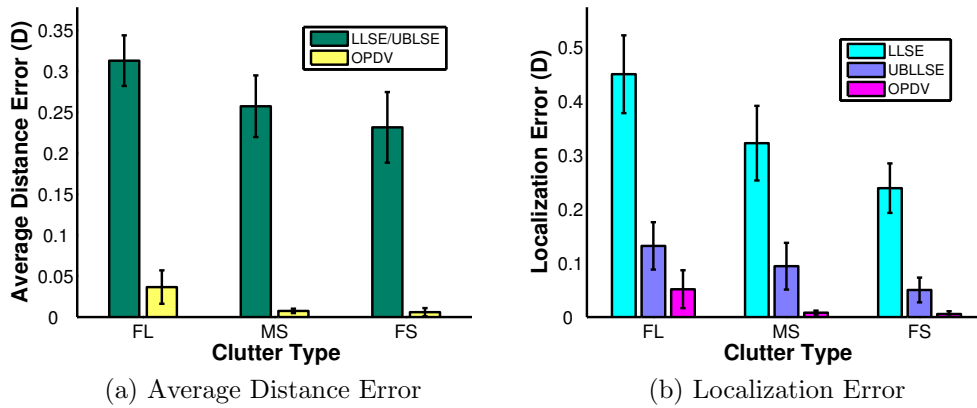 Average Distance Error (D)
0.35
0.3
0.25
0.2
0.15
0.1
0.05
0
LLSE/UBLSE
OPDV
FL MS FS
Clutter Type
(a) Average Distance Error
Localization Error (D)
0.5
0.4
0.3
0.2
0.1
0
LLSE
UBLLSE
OPDV
FL MS FS
Clutter Type
(b) Localization Error